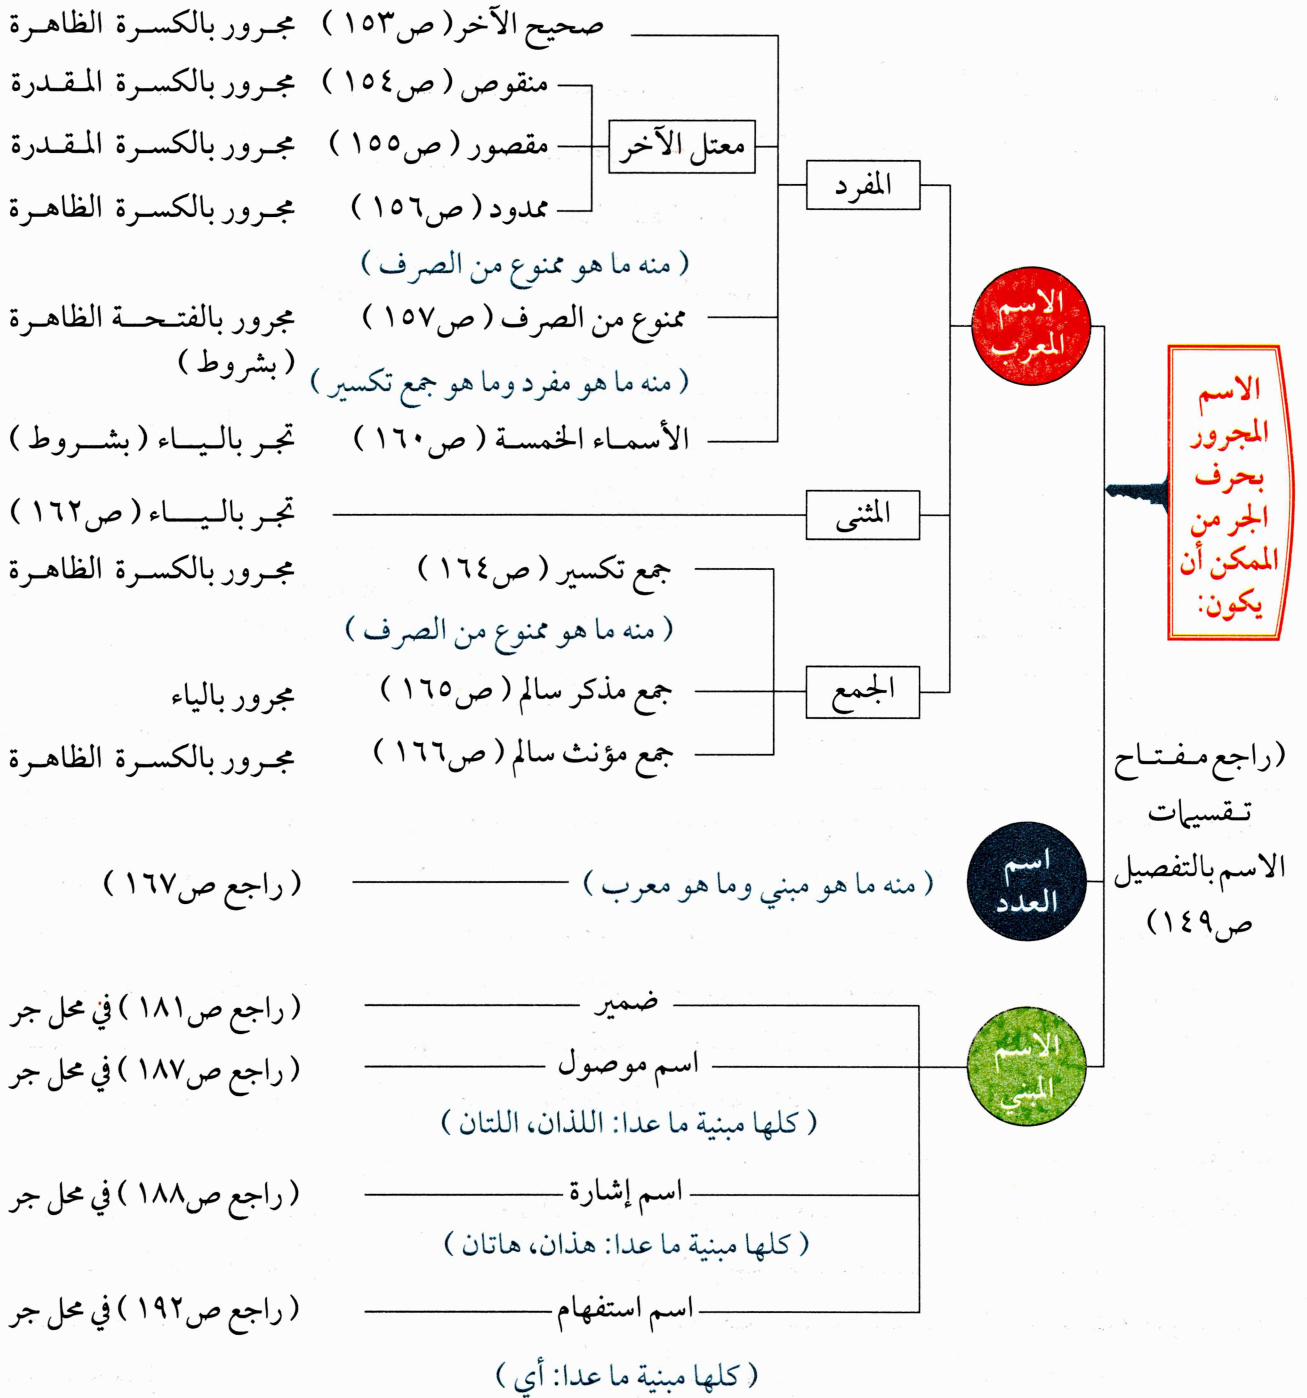 الاسم
المجرور
بحرف
الجر من
الممكن أن
يكون:
(راجع مفتاح
تقسيمات
الاسم بالتفصيل
ص١٤٩)
الاسم
المعرب
المفرد
صحيح الآخر (ص١٥٣) مجرور بالكسرة الظاهرة
معتل الآخر
منقوص (ص١٥٤) مجرور بالكسرة المقدرة
مقصور (ص١٥٥) مجرور بالكسرة المقدرة
ممدود (ص١٥٦) مجرور بالكسرة الظاهرة
(منه ما هو ممنوع من الصرف)
ممنوع من الصرف (ص١٥٧) مجرور بالفتحة الظاهرة
(بشروط)
(منه ما هو مفرد وما هو جمع تكسير)
الأسماء الخمسة (ص١٦٠) تجر بالياء (بشروط)
المثنى تجر بالياء (ص١٦٢)
الجمع
جمع تكسير (ص١٦٤) مجرور بالكسرة الظاهرة
(منه ما هو ممنوع من الصرف)
جمع مذكر سالم (ص١٦٥) مجرور بالياء
جمع مؤنث سالم (ص١٦٦) مجرور بالكسرة الظاهرة
اسم
العدد
(منه ما هو مبني وما هو معرب) (راجع ص١٦٧)
الاسم
المبني
ضمير (راجع ص١٨١) في محل جر
اسم موصول (راجع ص١٨٧) في محل جر
(كلها مبنية ما عدا: اللذان، اللتان)
اسم إشارة (راجع ص١٨٨) في محل جر
(كلها مبنية ما عدا: هذان، هاتان)
اسم استفهام (راجع ص١٩٢) في محل جر
(كلها مبنية ما عدا: أي)